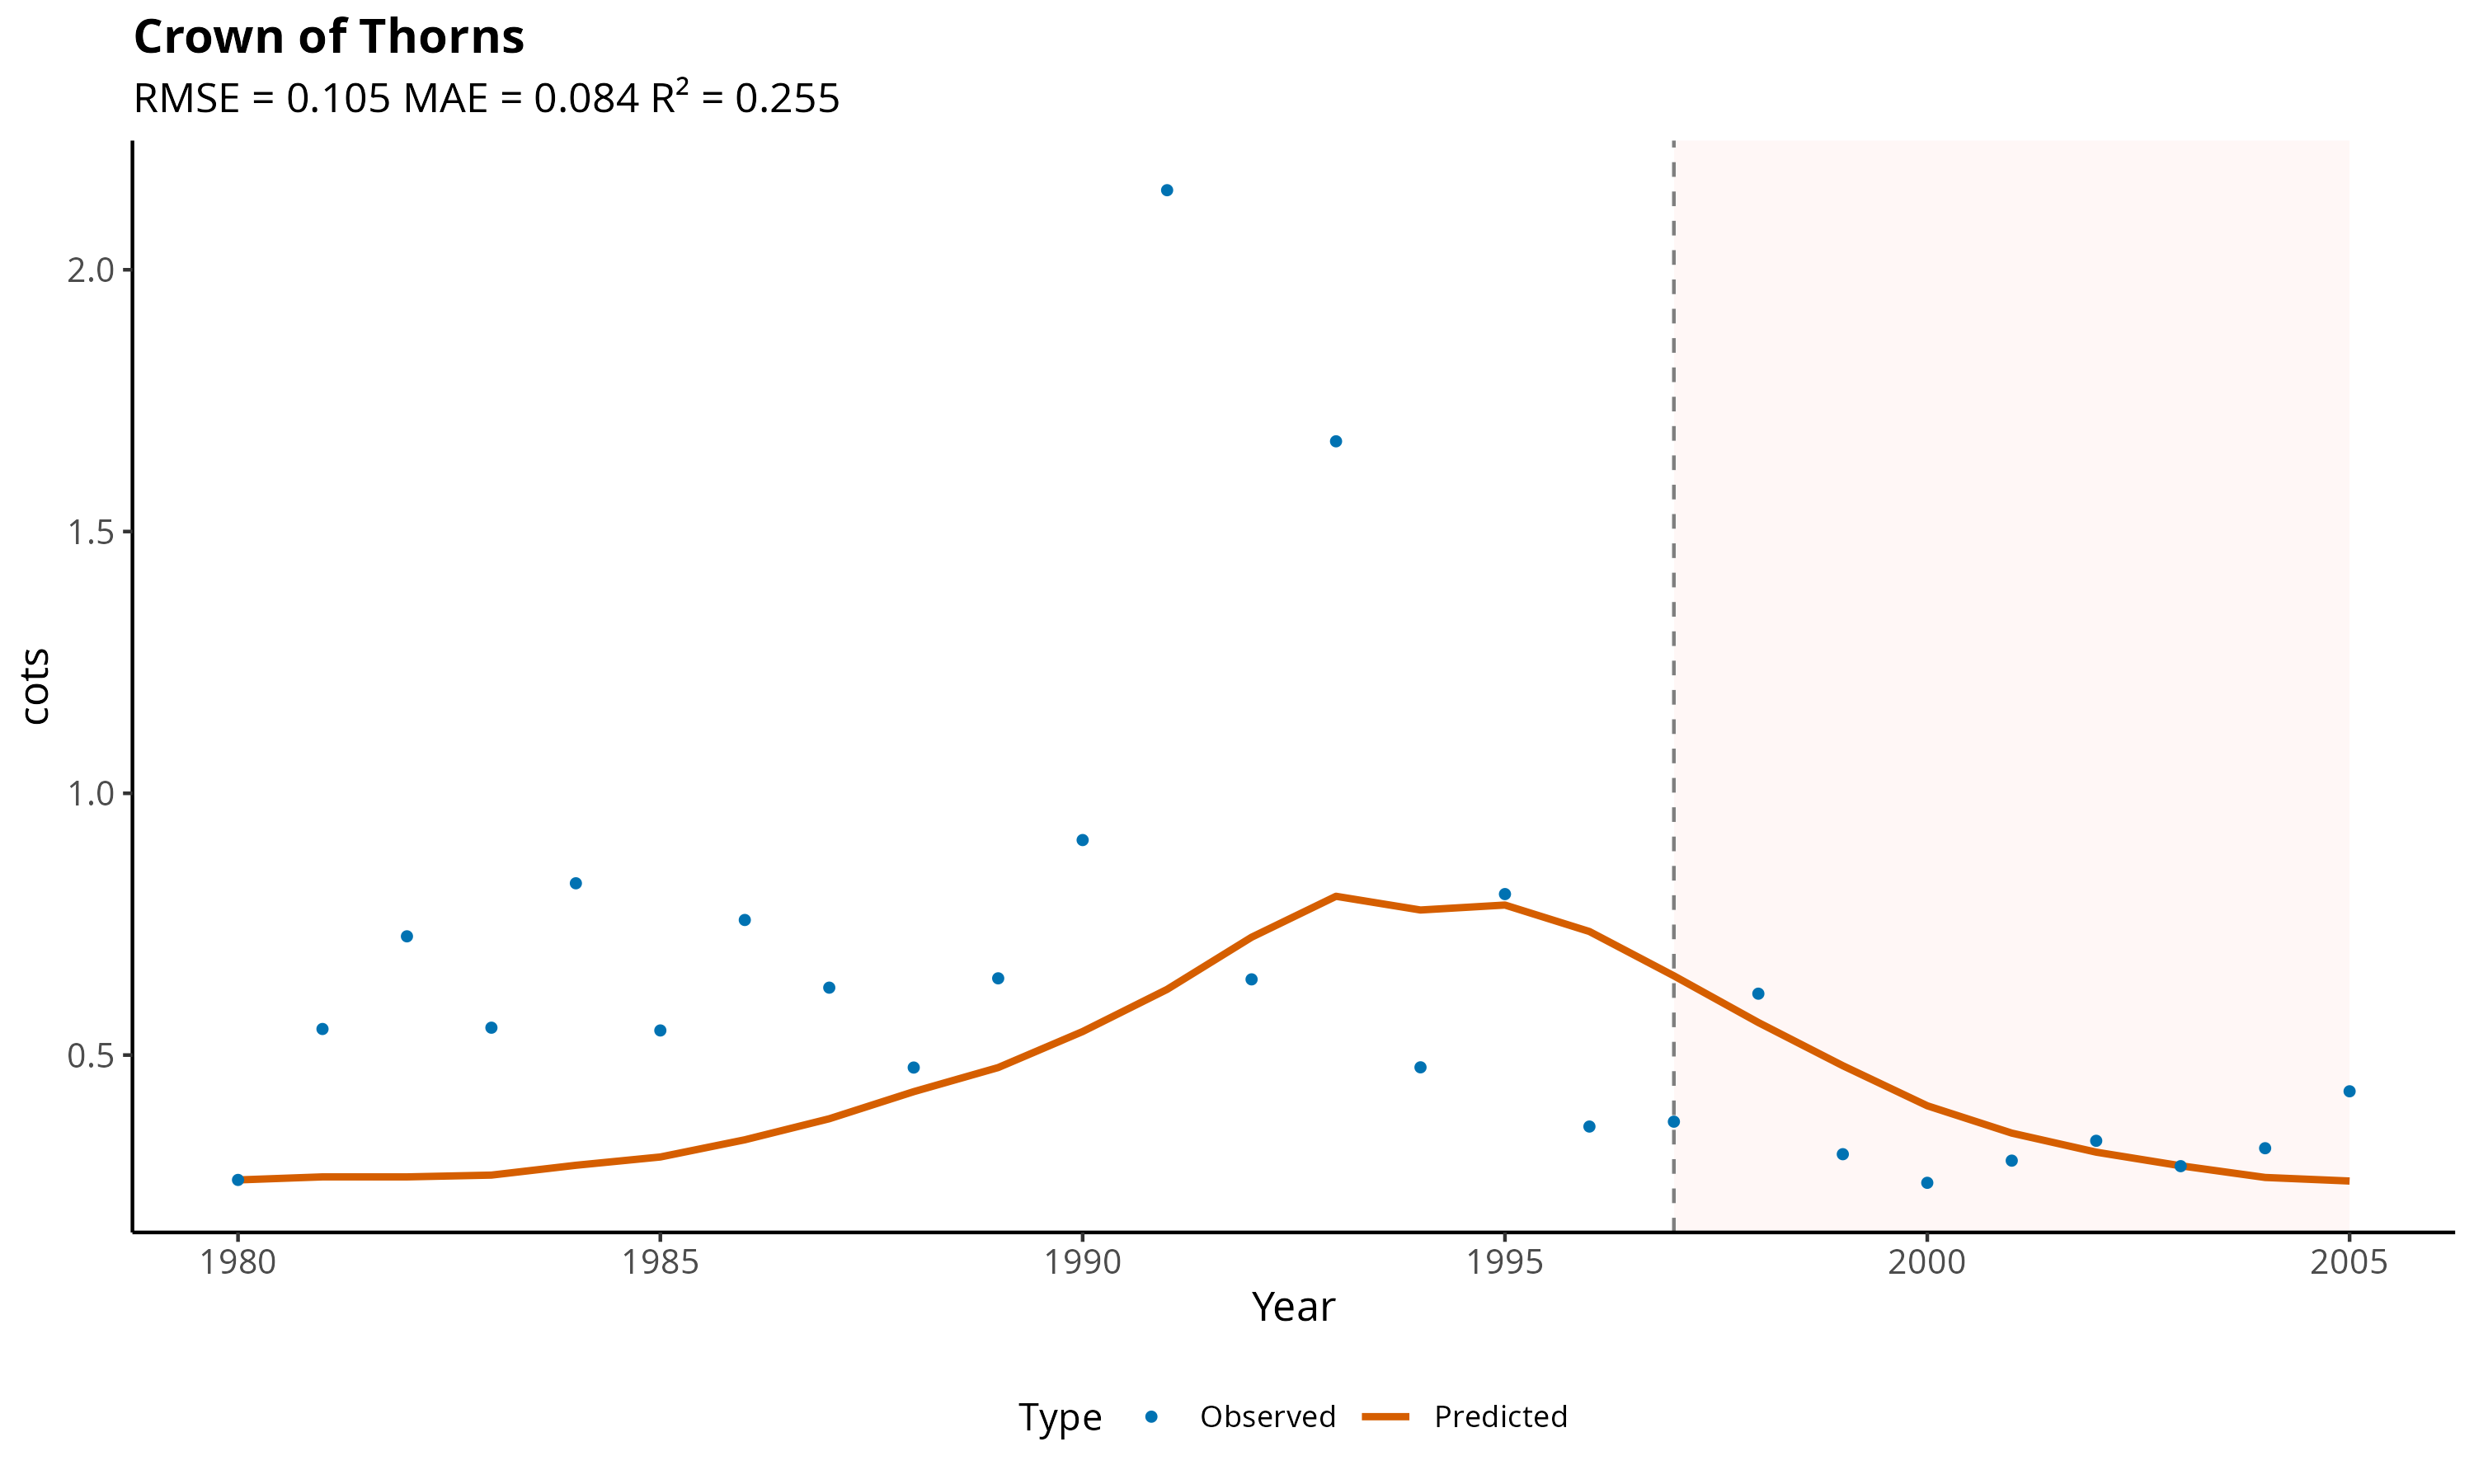 Crown of Thorns
RMSE = 0.105 MAE = 0.084 R² = 0.255
cots
2.0
1.5
1.0
0.5
1980 1985 1990 1995 2000 2005
Year
Type Observed Predicted